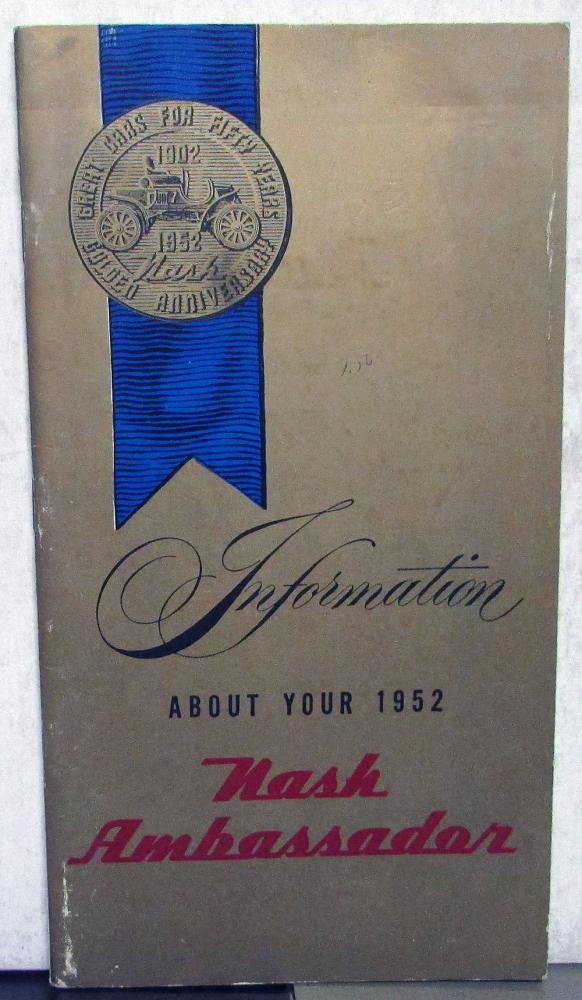 GREAT CARS FOR FIFTY YEARS
1902
1952
Nash
GOLDEN ANNIVERSARY
Information
ABOUT YOUR 1952
Nash
Ambassador